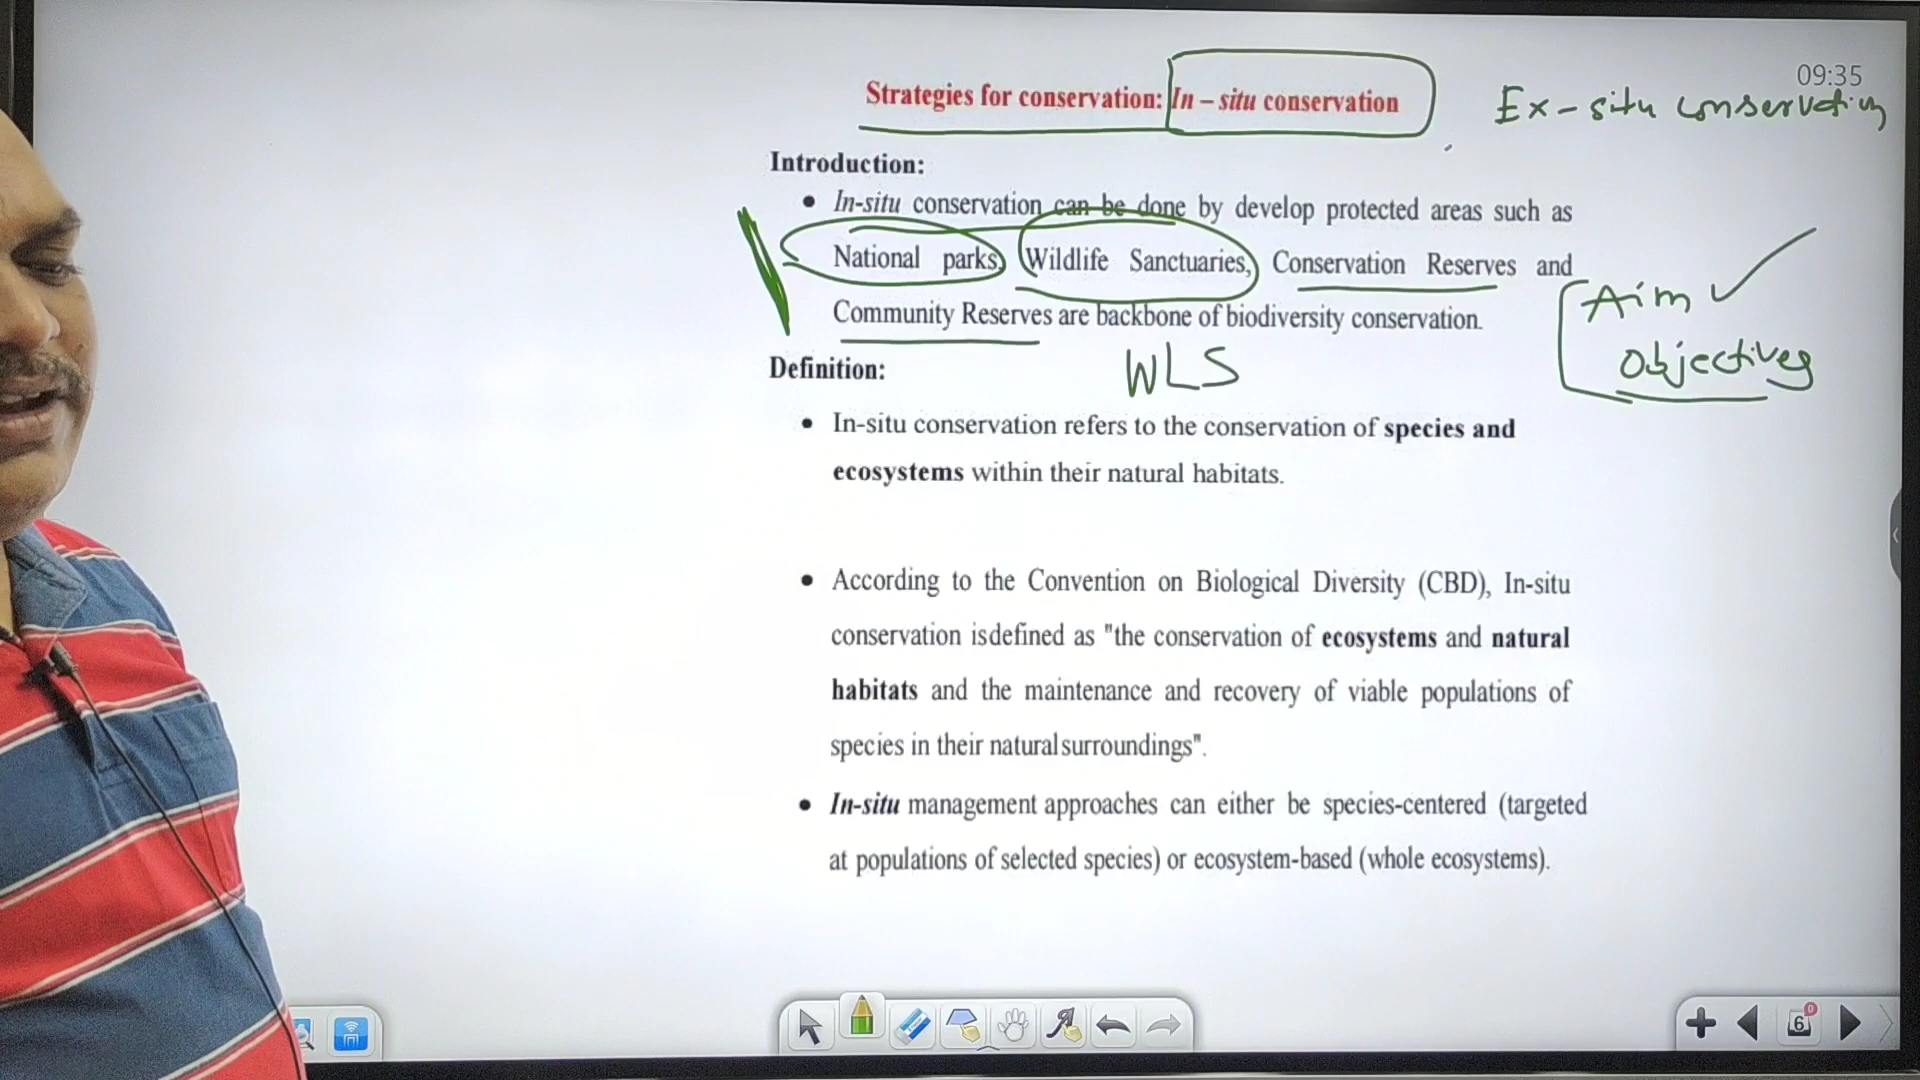 09:35
Strategies for conservation: In – situ conservation
Ex-situ conservation
Introduction:
• In-situ conservation can be done by develop protected areas such as
National parks, Wildlife Sanctuaries, Conservation Reserves and
Aim ✓
Community Reserves are backbone of biodiversity conservation.
Objectives
WLS
Definition:
• In-situ conservation refers to the conservation of species and
ecosystems within their natural habitats.
• According to the Convention on Biological Diversity (CBD), In-situ
conservation isdefined as "the conservation of ecosystems and natural
habitats and the maintenance and recovery of viable populations of
species in their natural surroundings".
• In-situ management approaches can either be species-centered (targeted
at populations of selected species) or ecosystem-based (whole ecosystems).
6
0